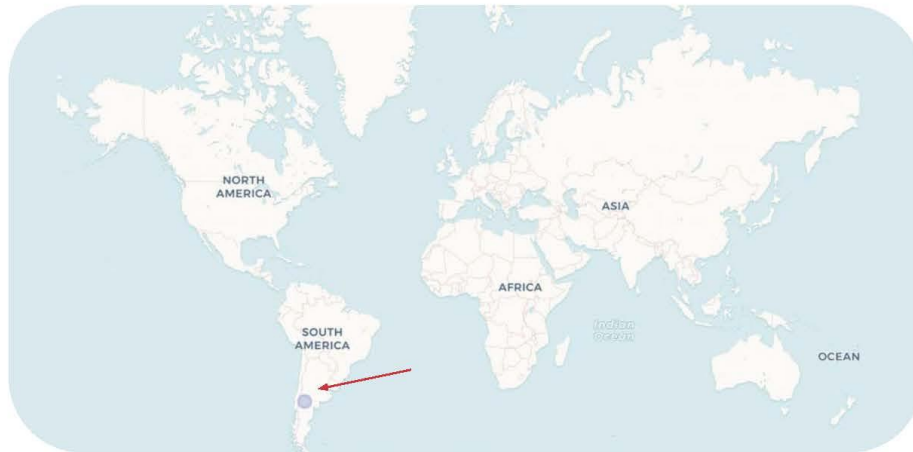 NORTH
AMERICA
ASIA
AFRICA
Indian
Ocean
SOUTH
AMERICA
OCEAN